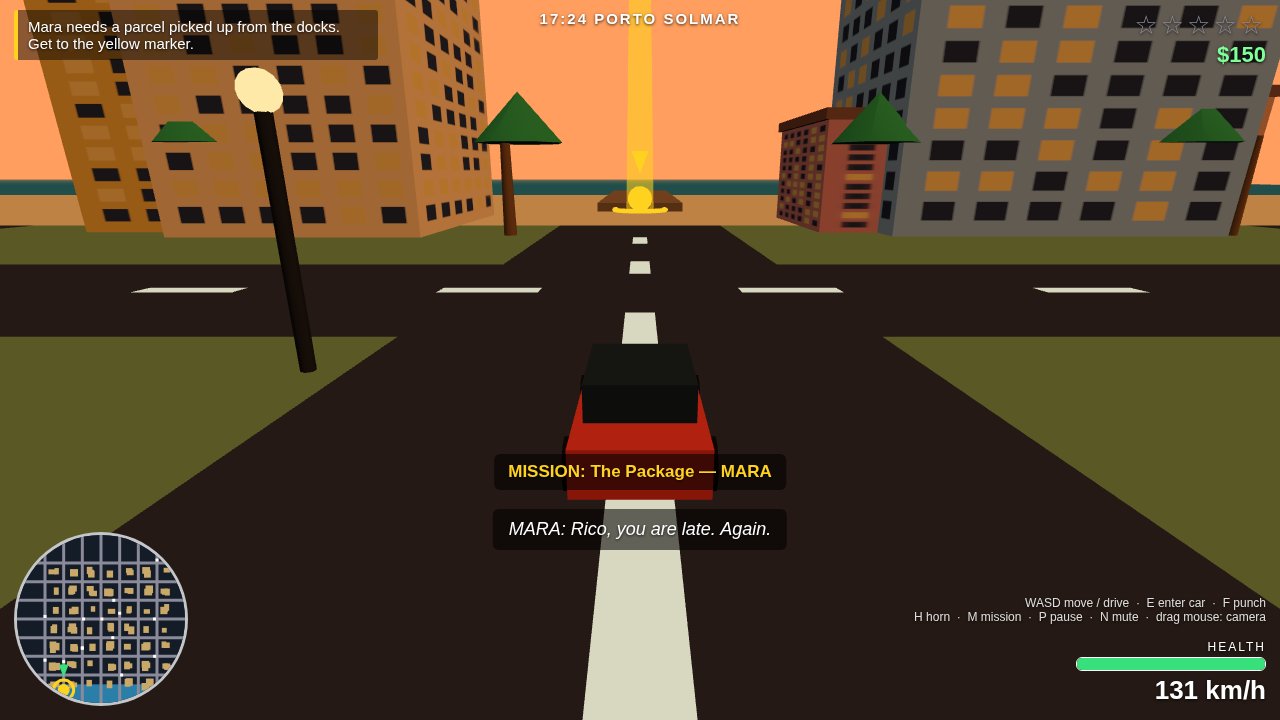 Mara needs a parcel picked up from the docks.
Get to the yellow marker.
17:24 PORTO SOLMAR
☆ ☆ ☆ ☆ ☆
$150
MISSION: The Package — MARA
MARA: Rico, you are late. Again.
WASD move / drive · E enter car · F punch
H horn · M mission · P pause · N mute · drag mouse: camera
HEALTH
131 km/h